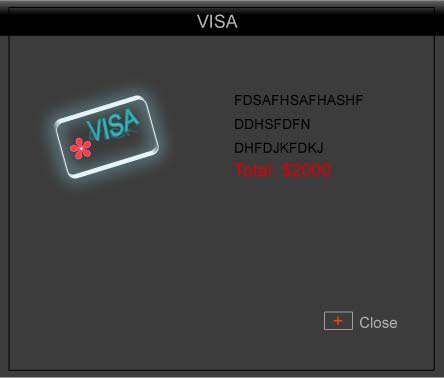 VISA
VISA
FDSAFHSAFHASHF
DDHSFDFN
DHFDJKFDKJ
Total: $2000
+ Close